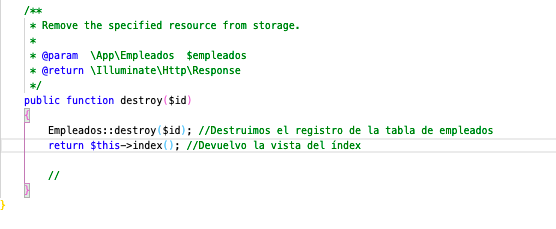 /**
 * Remove the specified resource from storage.
 *
 * @param  \App\Empleados  $empleados
 * @return \Illuminate\Http\Response
 */
public function destroy($id)
{
    Empleados::destroy($id); //Destruimos el registro de la tabla de empleados
    return $this->index(); //Devuelvo la vista del índex
    //
}
}